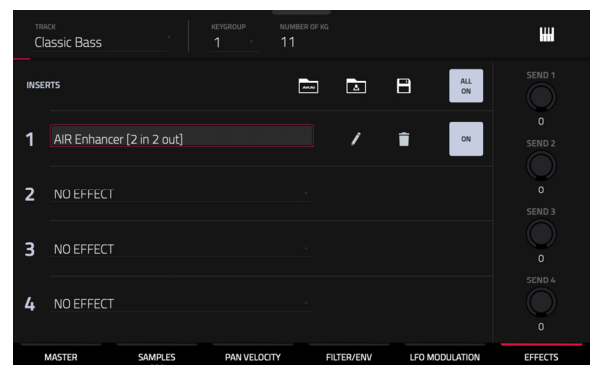 TRACK KEYGROUP NUMBER OF KG
Classic Bass 1 11
INSERTS AKAI ALL ON SEND 1
0
1 AIR Enhancer [2 in 2 out] ON SEND 2
0
2 NO EFFECT
SEND 3
3 NO EFFECT 0
SEND 4
4 NO EFFECT
0
MASTER SAMPLES PAN VELOCITY FILTER/ENV LFO MODULATION EFFECTS